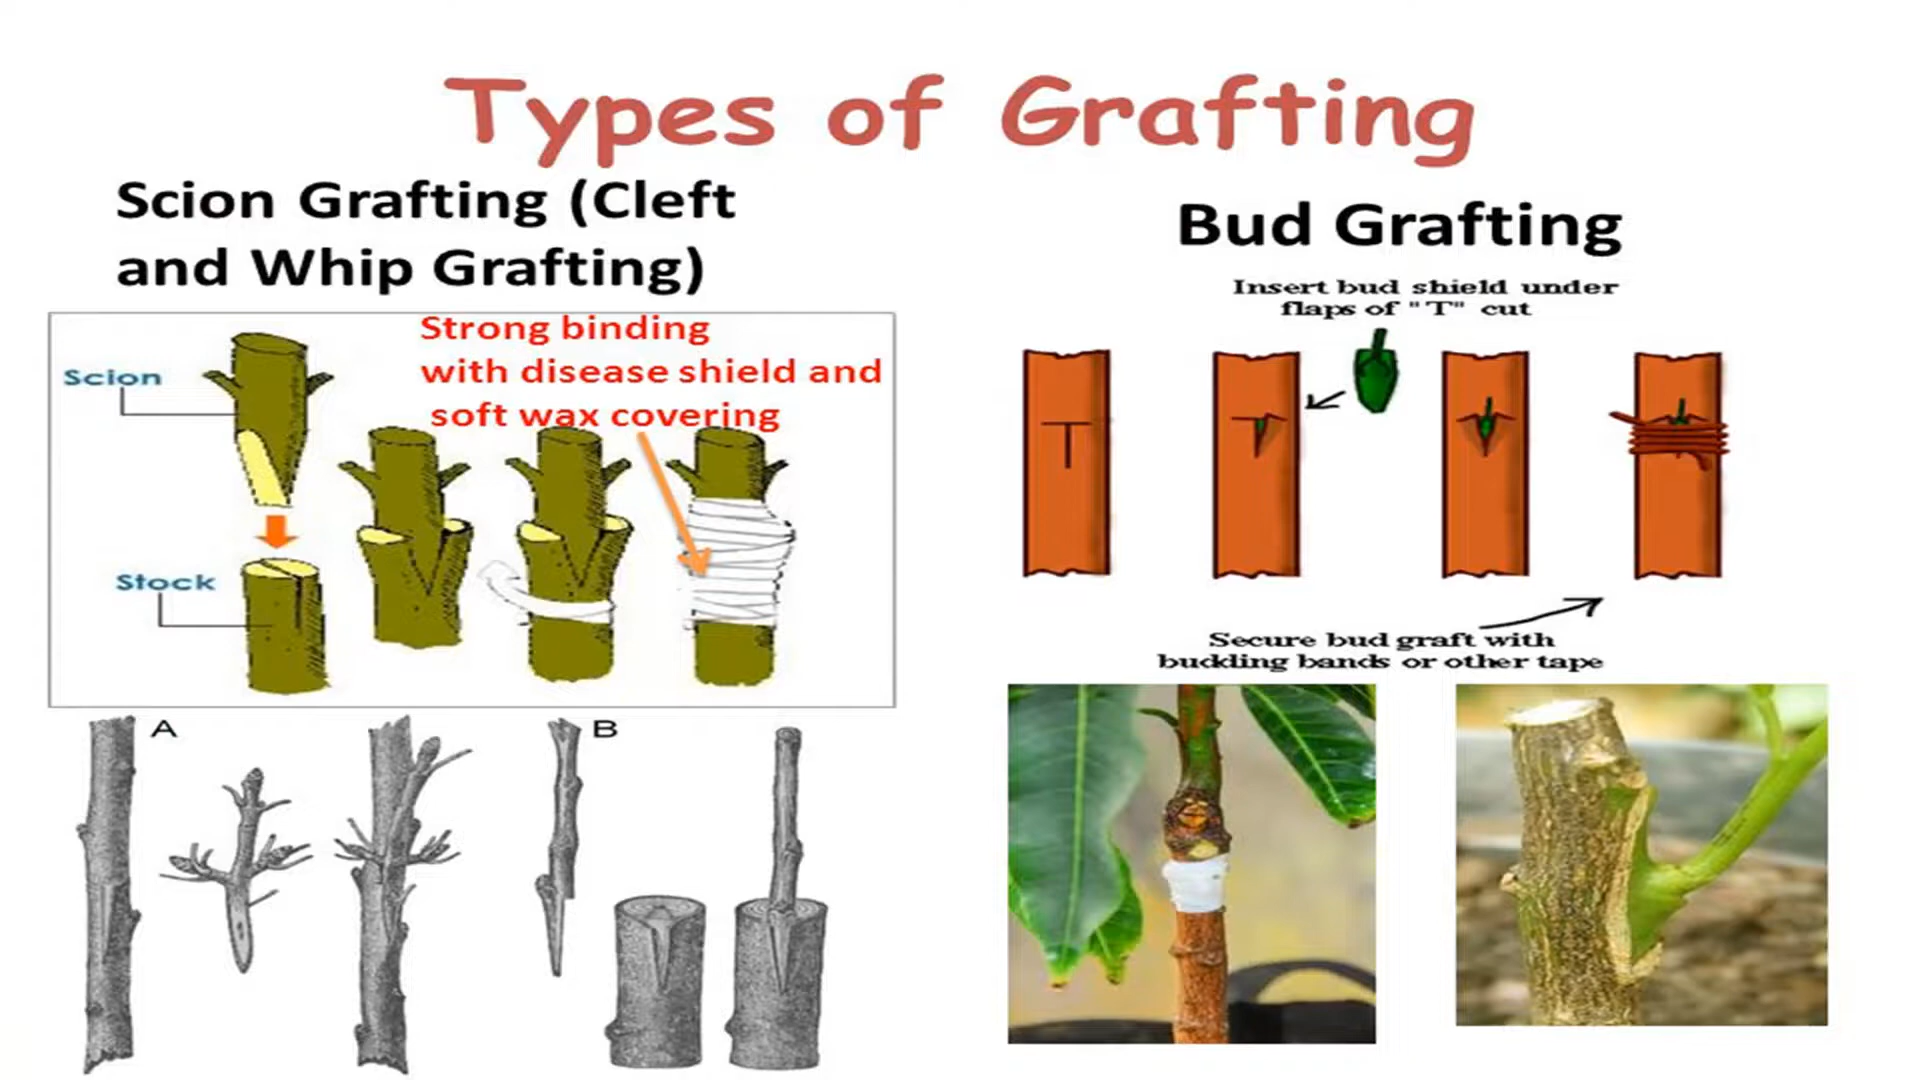 Types of Grafting
Scion Grafting (Cleft
and Whip Grafting)
Strong binding
with disease shield and
soft wax covering
Scion
Stock
A
B
Bud Grafting
Insert bud shield under
flaps of "T" cut
Secure bud graft with
budding bands or other tape